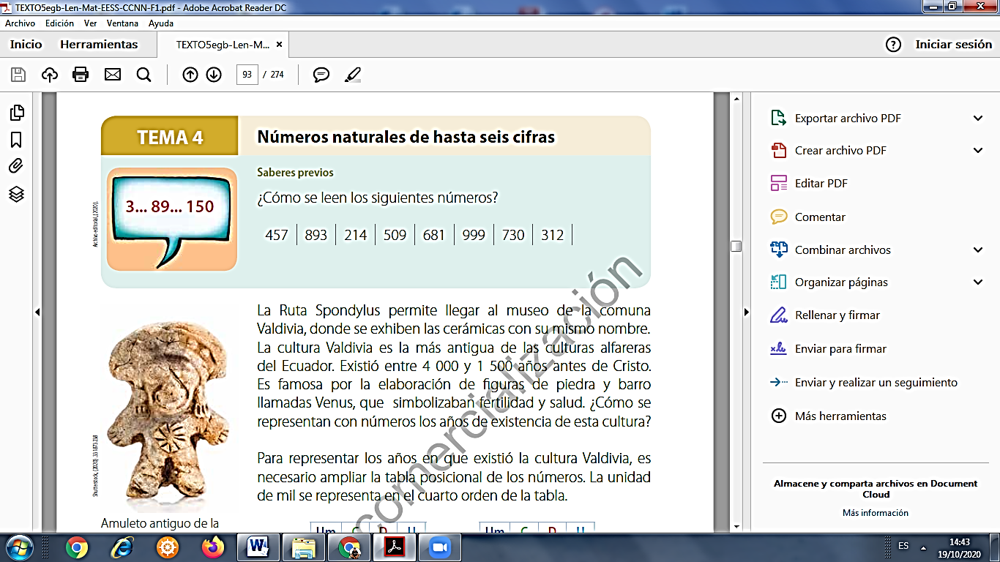 TEXTO5egb-Len-Mat-EESS-CCNN-F1.pdf - Adobe Acrobat Reader DC
Archivo Edición Ver Ventana Ayuda
Inicio Herramientas TEXTO5egb-Len-M... × ? Iniciar sesión
93 / 274
TEMA 4 Números naturales de hasta seis cifras
Saberes previos
¿Cómo se leen los siguientes números?
3... 89... 150
457 893 214 509 681 999 730 312
Archivo editorial, (2020).
La Ruta Spondylus permite llegar al museo de la comuna
Valdivia, donde se exhiben las cerámicas con su mismo nombre.
La cultura Valdivia es la más antigua de las culturas alfareras
del Ecuador. Existió entre 4 000 y 1 500 años antes de Cristo.
Es famosa por la elaboración de figuras de piedra y barro
llamadas Venus, que simbolizaban fertilidad y salud. ¿Cómo se
representan con números los años de existencia de esta cultura?
Para representar los años en que existió la cultura Valdivia, es
necesario ampliar la tabla posicional de los números. La unidad
de mil se representa en el cuarto orden de la tabla.
Shutterstock, (2020). 331873238
Amuleto antiguo de la
Um C D U Um C D U
comercialización
Exportar archivo PDF
Crear archivo PDF
Editar PDF
Comentar
Combinar archivos
Organizar páginas
Rellenar y firmar
Enviar para firmar
Enviar y realizar un seguimiento
Más herramientas
Almacene y comparta archivos en Document
Cloud
Más información
ES 14:43
19/10/2020